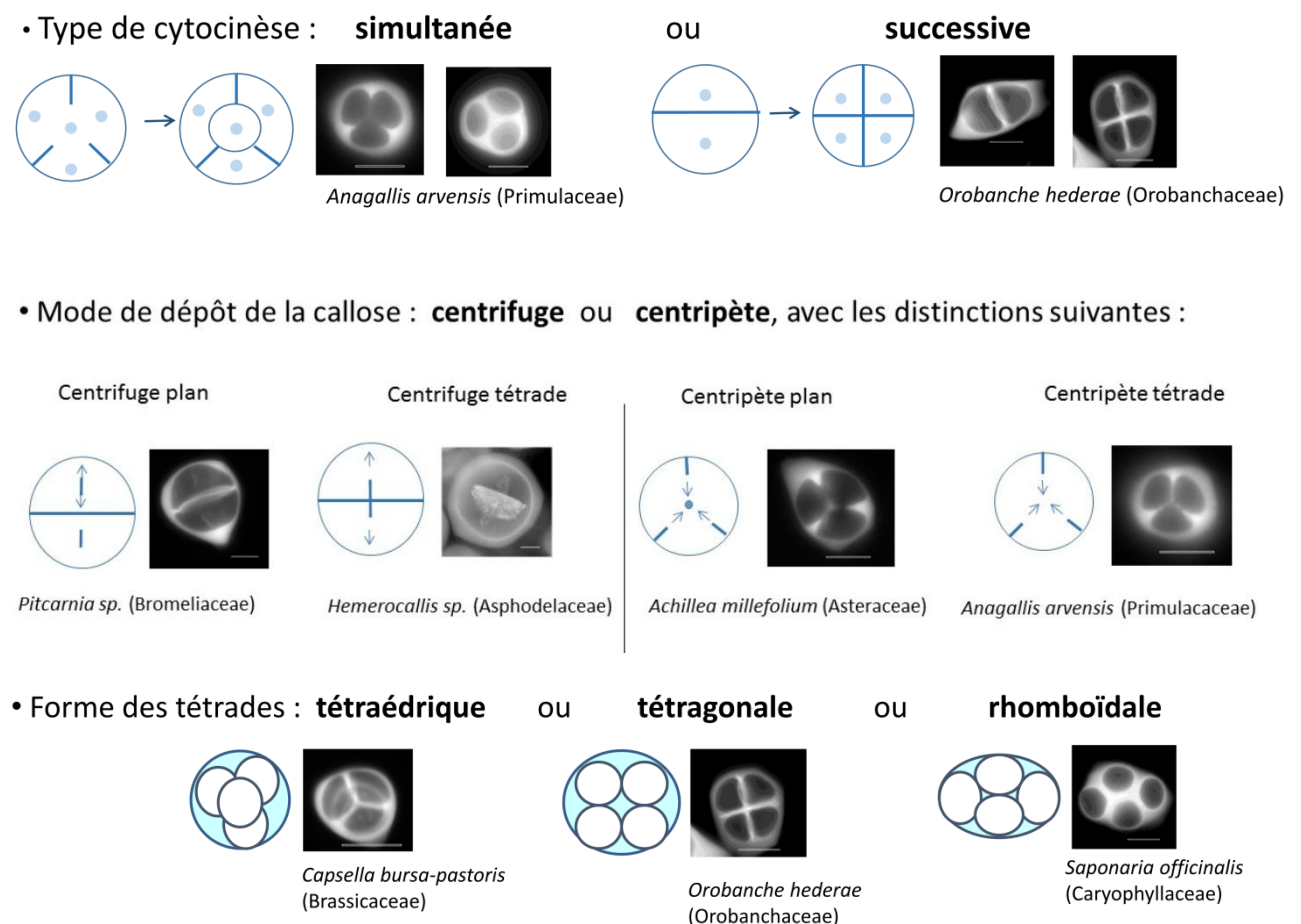 • Type de cytocinèse : simultanée ou successive
Anagallis arvensis (Primulaceae)
Orobanche hederae (Orobanchaceae)
• Mode de dépôt de la callose : centrifuge ou centripète, avec les distinctions suivantes :
Centrifuge plan
Centrifuge tétrade
Centripète plan
Centripète tétrade
Pitcarnia sp. (Bromeliaceae)
Hemerocallis sp. (Asphodelaceae)
Achillea millefolium (Asteraceae)
Anagallis arvensis (Primulacaceae)
• Forme des tétrades : tétraédrique ou tétragonale ou rhomboïdale
Capsella bursa-pastoris
(Brassicaceae)
Orobanche hederae
(Orobanchaceae)
Saponaria officinalis
(Caryophyllaceae)